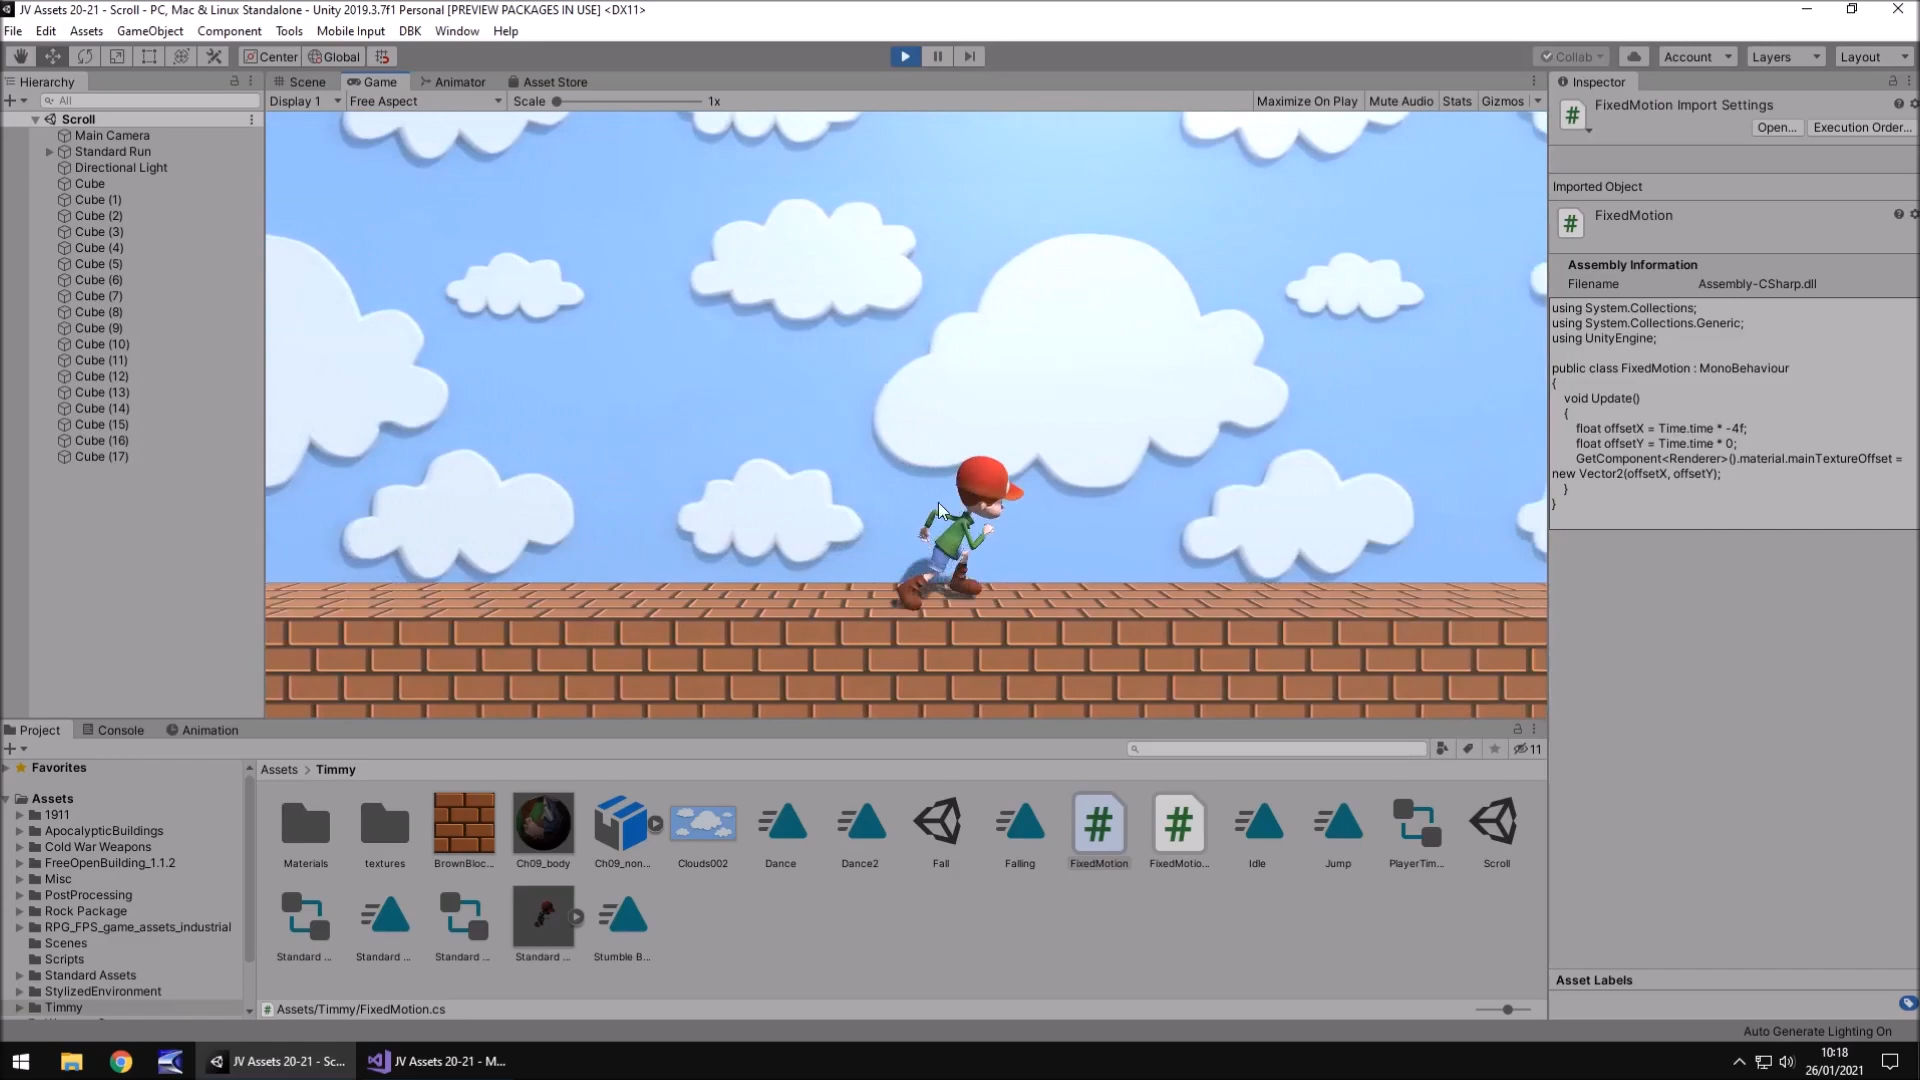 JV Assets 20-21 - Scroll - PC, Mac & Linux Standalone - Unity 2019.3.7f1 Personal [PREVIEW PACKAGES IN USE] <DX11>
File Edit Assets GameObject Component Tools Mobile Input DBK Window Help
Center Global Collab Account Layers Layout
Hierarchy
All
Scroll
Main Camera
Standard Run
Directional Light
Cube
Cube (1)
Cube (2)
Cube (3)
Cube (4)
Cube (5)
Cube (6)
Cube (7)
Cube (8)
Cube (9)
Cube (10)
Cube (11)
Cube (12)
Cube (13)
Cube (14)
Cube (15)
Cube (16)
Cube (17)
Scene Game Animator Asset Store
Display 1 Free Aspect Scale 1x Maximize On Play Mute Audio Stats Gizmos
Inspector
FixedMotion Import Settings
Open... Execution Order...
Imported Object
FixedMotion
Assembly Information
Filename Assembly-CSharp.dll
using System.Collections;
using System.Collections.Generic;
using UnityEngine;
public class FixedMotion : MonoBehaviour
{
void Update()
{
float offsetX = Time.time * -4f;
float offsetY = Time.time * 0;
GetComponent<Renderer>().material.mainTextureOffset =
new Vector2(offsetX, offsetY);
}
}
Asset Labels
Project Console Animation
11
Favorites
Assets
1911
ApocalypticBuildings
Cold War Weapons
FreeOpenBuilding_1.1.2
Misc
PostProcessing
Rock Package
RPG_FPS_game_assets_industrial
Scenes
Scripts
Standard Assets
StylizedEnvironment
Timmy
Assets > Timmy
Materials textures BrownBloc... Ch09_body Ch09_non... Clouds002 Dance Dance2 Fall Falling FixedMotion FixedMotio... Idle Jump PlayerTim... Scroll
Standard ... Standard ... Standard ... Standard ... Stumble B...
Assets/Timmy/FixedMotion.cs
Auto Generate Lighting On
JV Assets 20-21 - Sc... JV Assets 20-21 - M...
10:18
26/01/2021